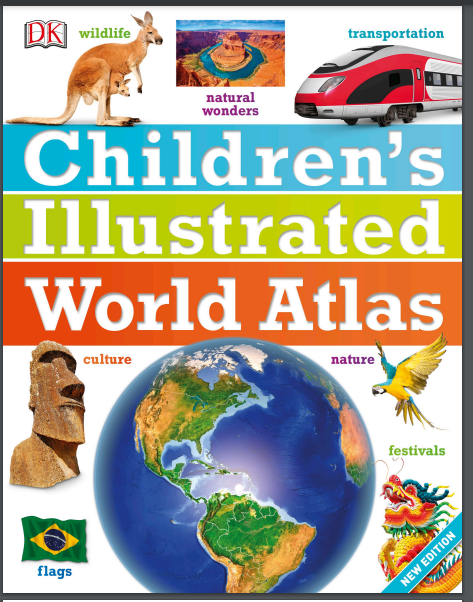 DK
wildlife
transportation
natural
wonders
Children's
Illustrated
World Atlas
culture
nature
festivals
flags
NEW EDITION